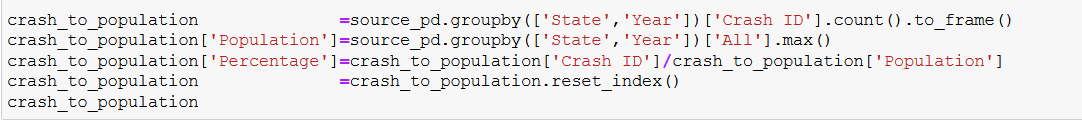 crash_to_population              =source_pd.groupby(['State','Year'])['Crash ID'].count().to_frame()
crash_to_population['Population']=source_pd.groupby(['State','Year'])['All'].max()
crash_to_population['Percentage']=crash_to_population['Crash ID']/crash_to_population['Population']
crash_to_population              =crash_to_population.reset_index()
crash_to_population